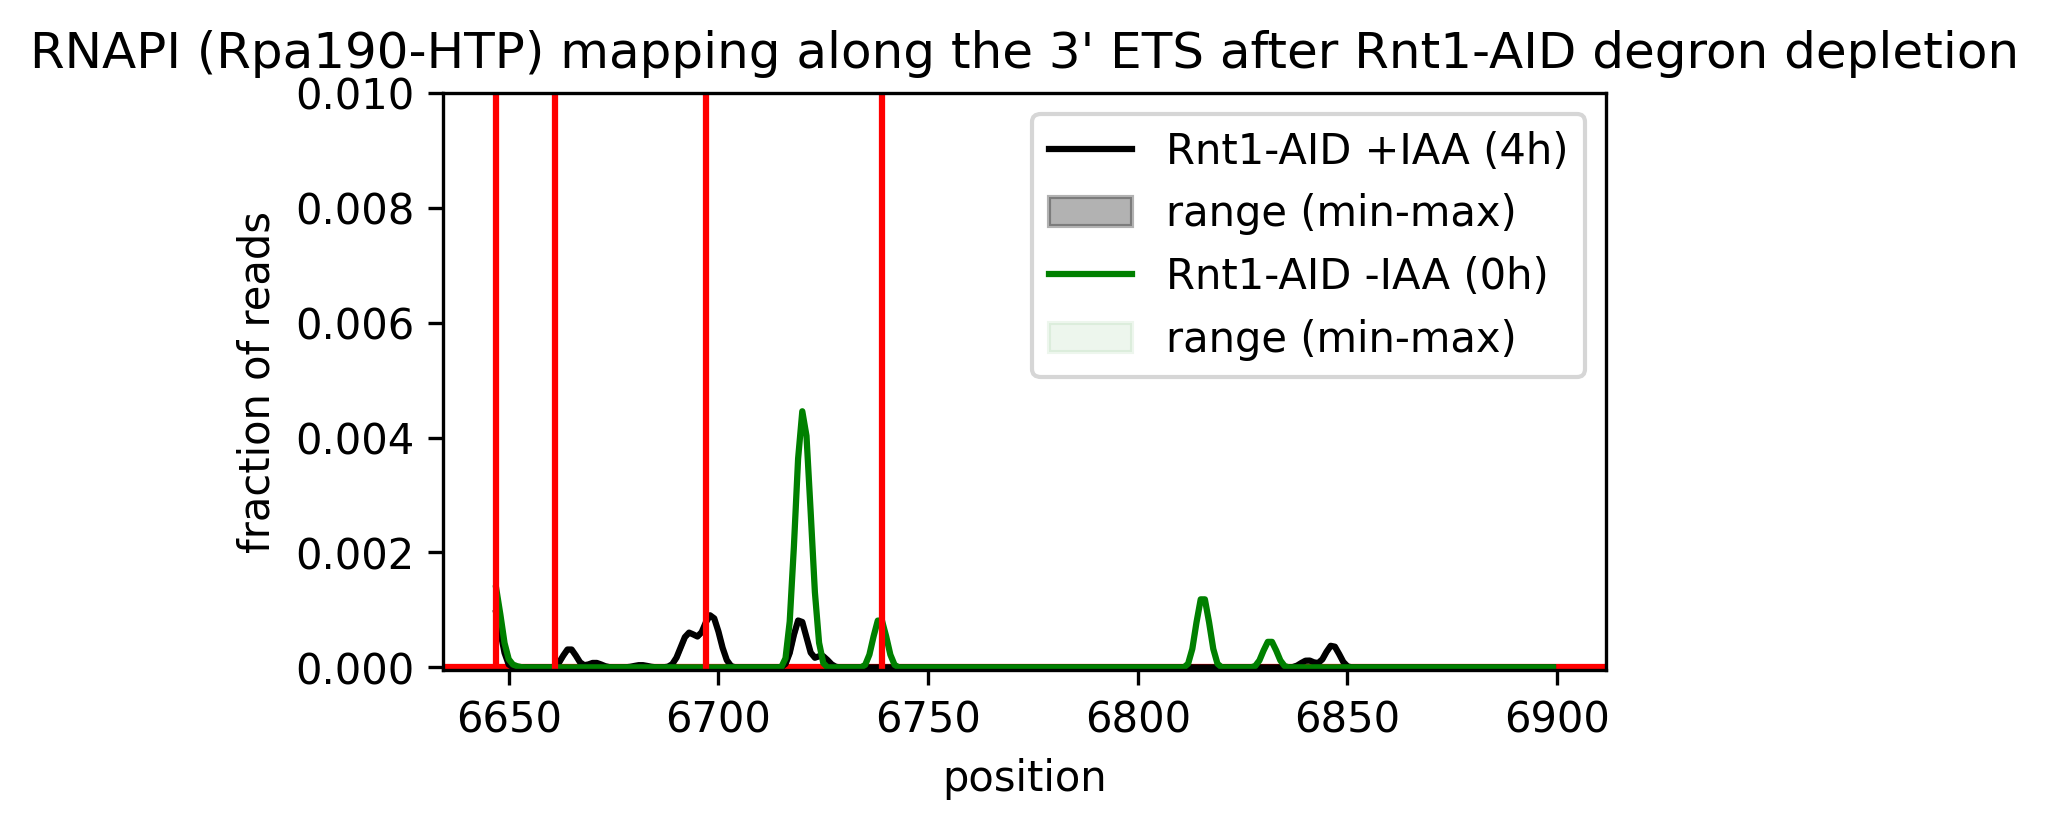 RNAPI (Rpa190-HTP) mapping along the 3' ETS after Rnt1-AID degron depletion
0.010
0.008
0.006
0.004
0.002
0.000
fraction of reads
Rnt1-AID +IAA (4h)
range (min-max)
Rnt1-AID -IAA (0h)
range (min-max)
6650
6700
6750
6800
6850
6900
position